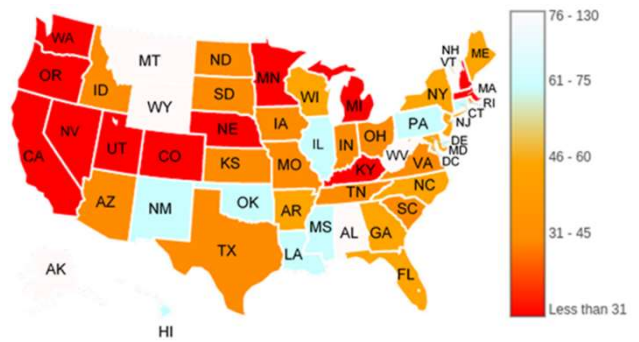 76 - 130
WA
NH
ME
MT
ND
VT
OR
MN
61 - 75
ID
SD
WI
MI
NY
MA
WY
RI
CT
IA
PA
NJ
NE
NV
OH
DE
IL
IN
MD
UT
CO
WV
DC
46 - 60
CA
KS
MO
KY
VA
NC
TN
AZ
OK
NM
AR
SC
MS
AL
GA
31 - 45
TX
LA
AK
FL
Less than 31
HI